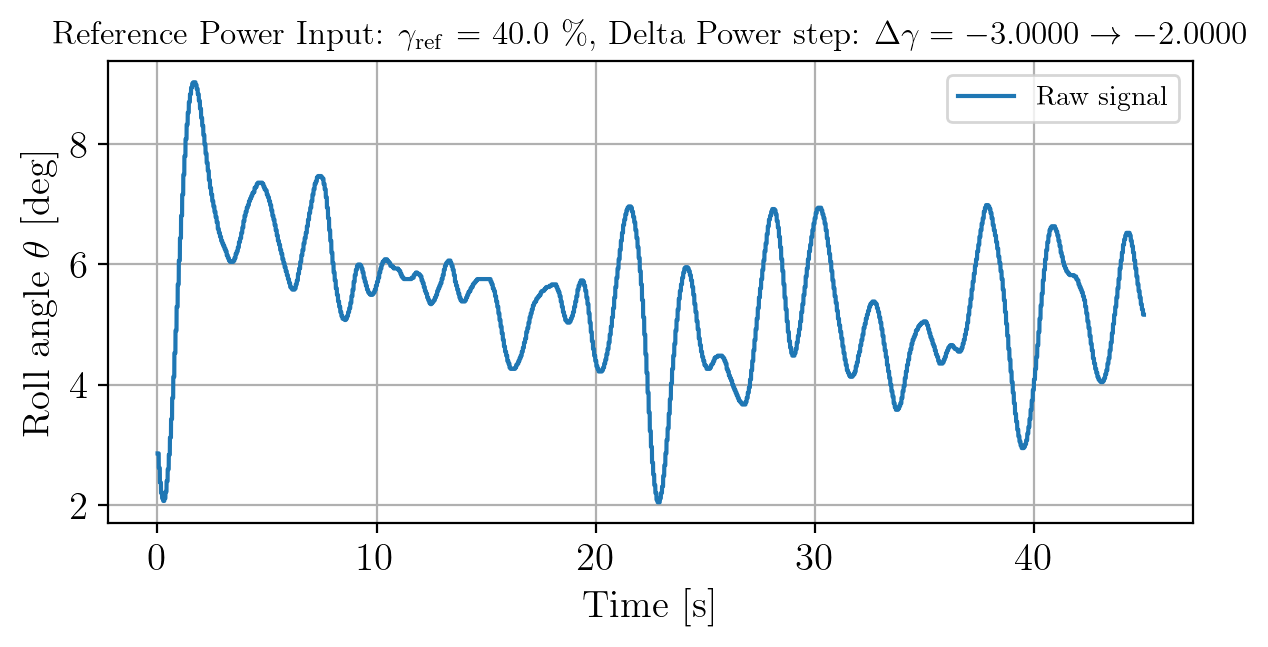 Reference Power Input: γref = 40.0 %, Delta Power step: Δγ = −3.0000 → −2.0000
Raw signal
Roll angle θ [deg]
8
6
4
2
0 10 20 30 40
Time [s]